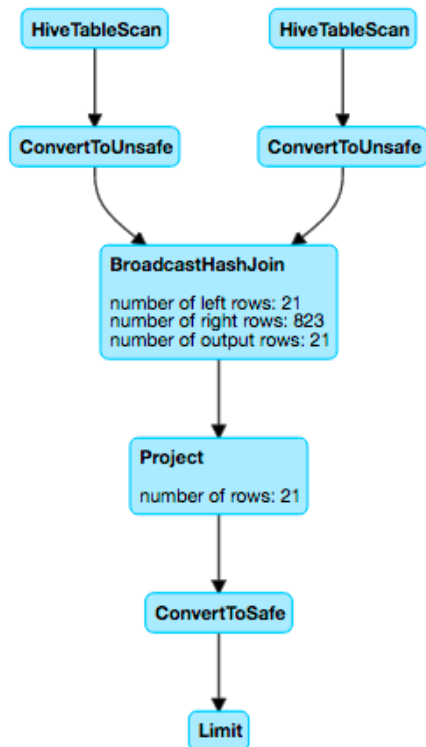 HiveTableScan
HiveTableScan
ConvertToUnsafe
ConvertToUnsafe
BroadcastHashJoin
number of left rows: 21
number of right rows: 823
number of output rows: 21
Project
number of rows: 21
ConvertToSafe
Limit